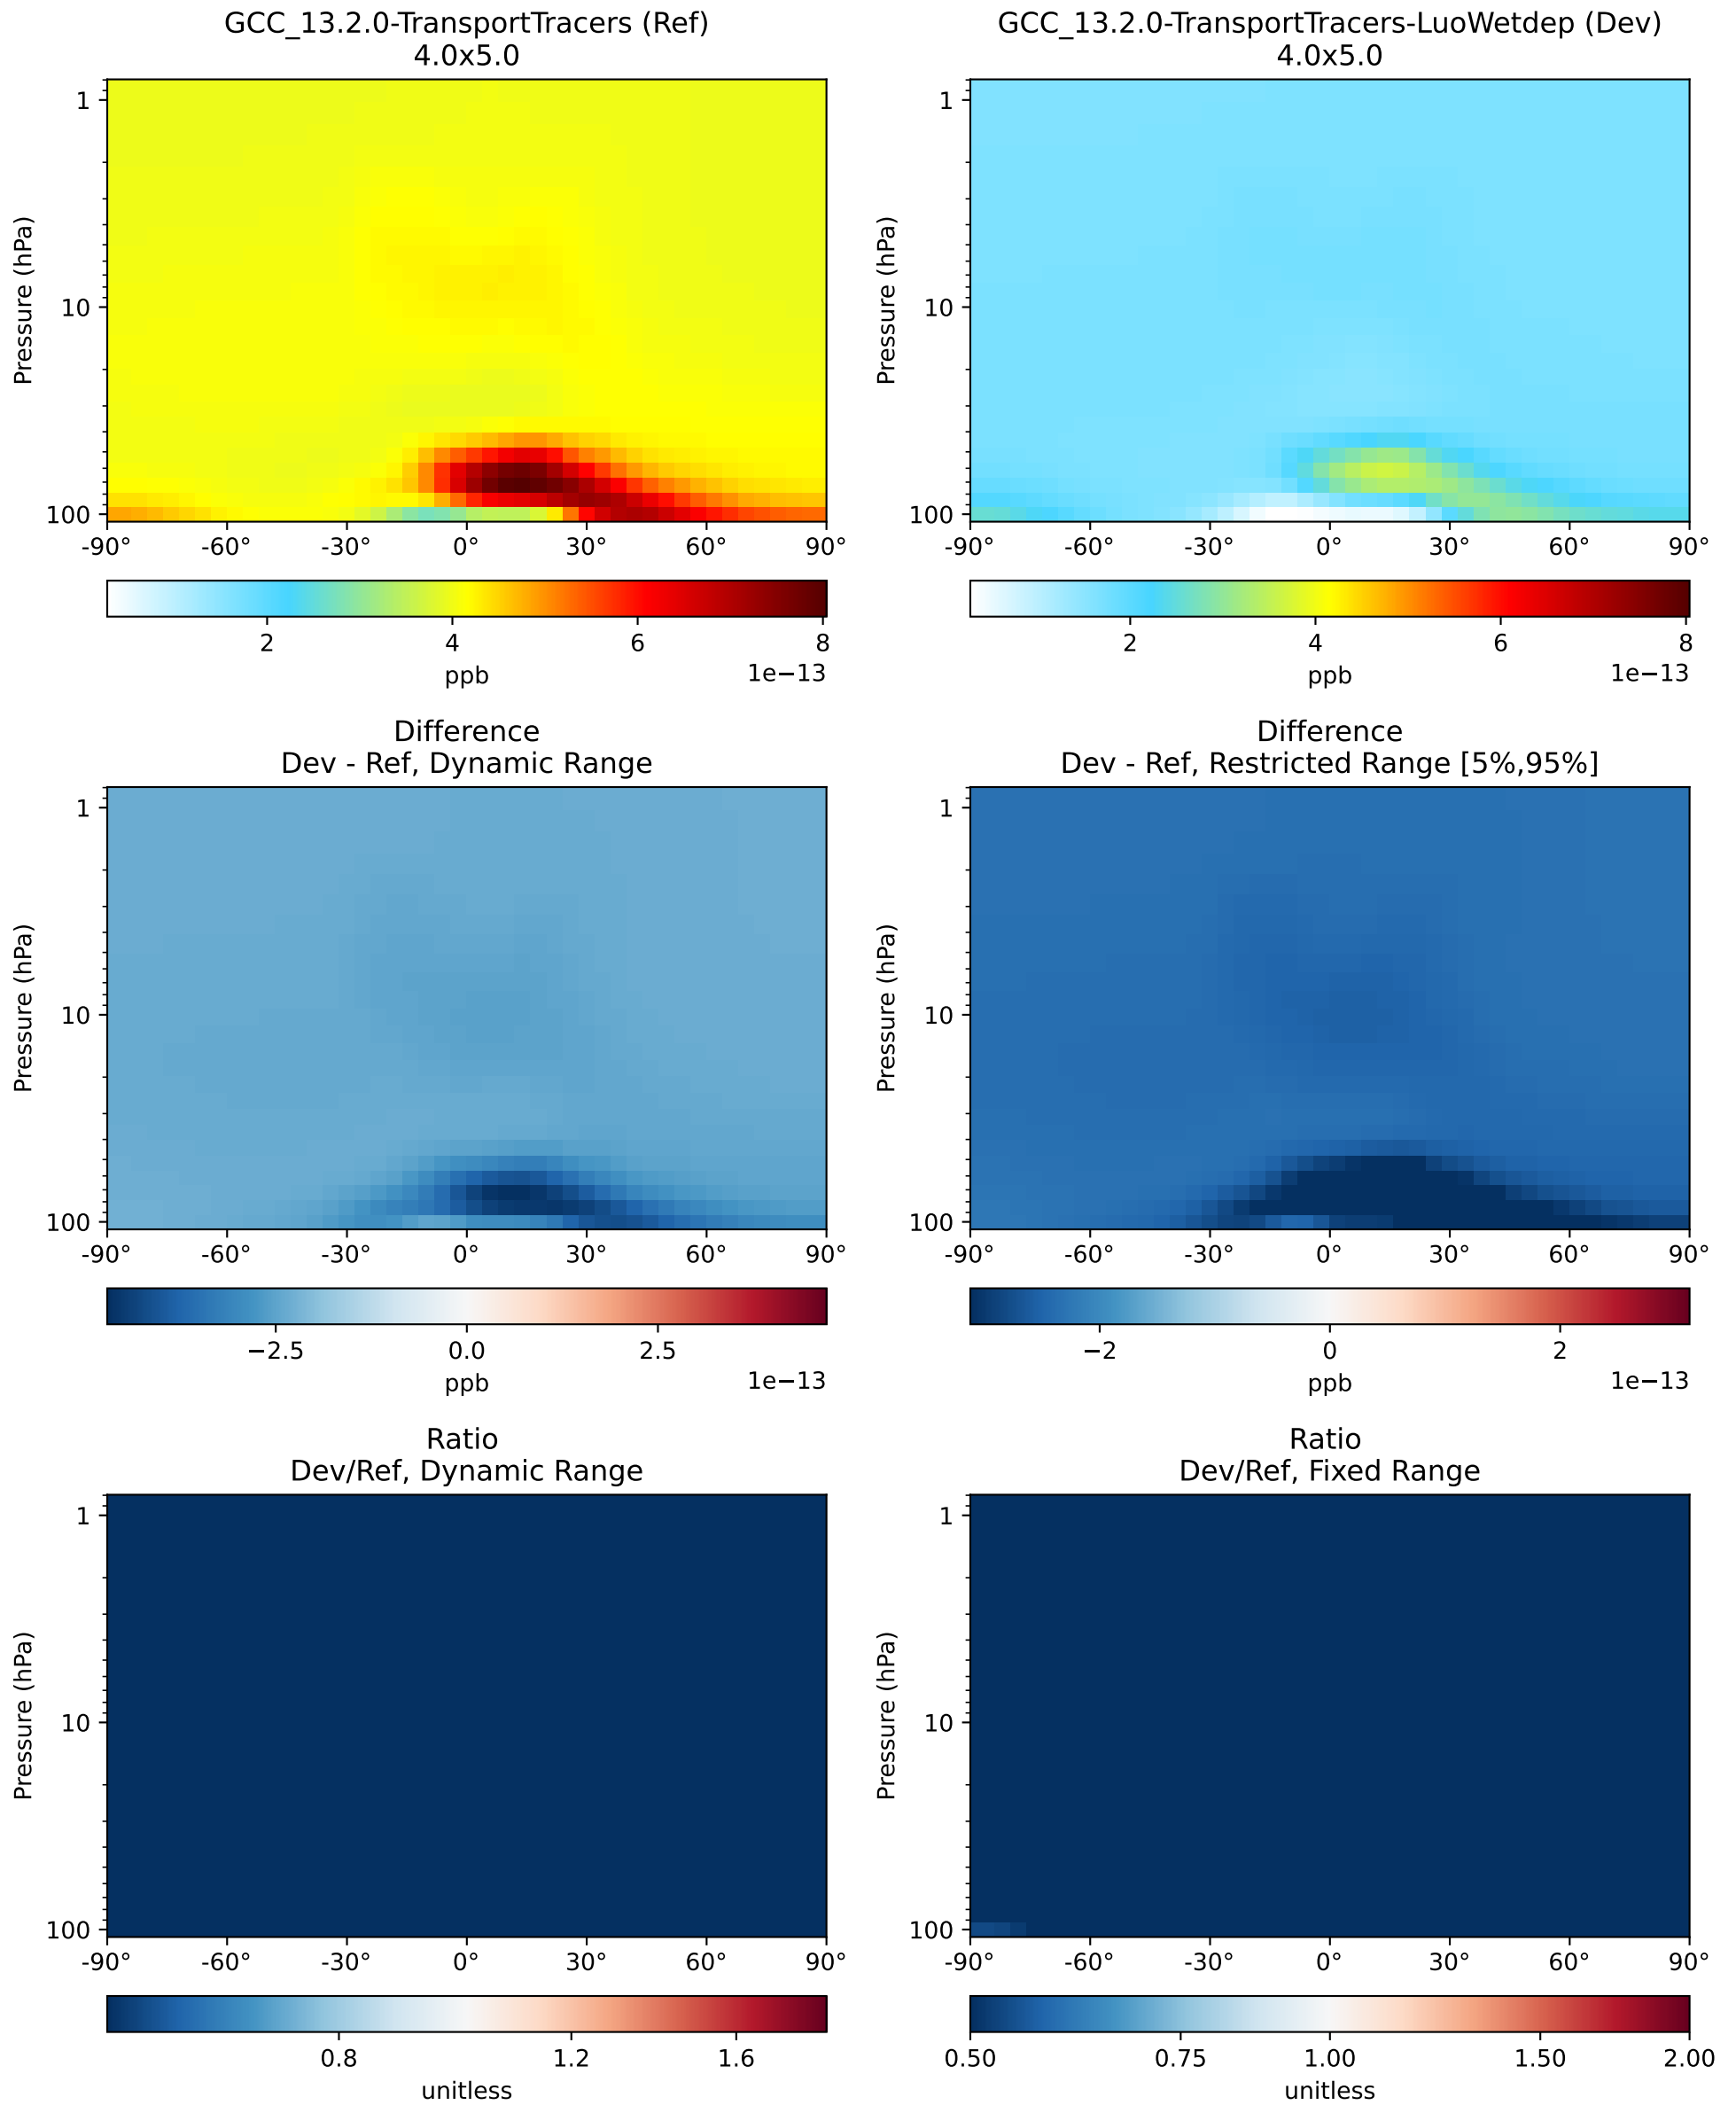 GCC_13.2.0-TransportTracers (Ref)
4.0x5.0
Pressure (hPa)
1
10
100
-90° -60° -30° 0° 30° 60° 90°
2 4 6 8
ppb 1e−13
GCC_13.2.0-TransportTracers-LuoWetdep (Dev)
4.0x5.0
Pressure (hPa)
1
10
100
-90° -60° -30° 0° 30° 60° 90°
2 4 6 8
ppb 1e−13
Difference
Dev - Ref, Dynamic Range
Pressure (hPa)
1
10
100
-90° -60° -30° 0° 30° 60° 90°
−2.5 0.0 2.5
ppb 1e−13
Difference
Dev - Ref, Restricted Range [5%,95%]
Pressure (hPa)
1
10
100
-90° -60° -30° 0° 30° 60° 90°
−2 0 2
ppb 1e−13
Ratio
Dev/Ref, Dynamic Range
Pressure (hPa)
1
10
100
-90° -60° -30° 0° 30° 60° 90°
0.8 1.2 1.6
unitless
Ratio
Dev/Ref, Fixed Range
Pressure (hPa)
1
10
100
-90° -60° -30° 0° 30° 60° 90°
0.50 0.75 1.00 1.50 2.00
unitless